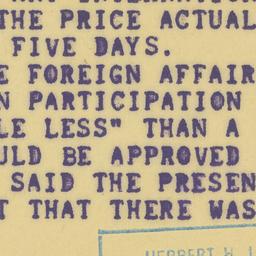 THE PRICE ACTUAL
FIVE DAYS.
FOREIGN AFFAIR
PARTICIPATION
LE LESS" THAN A
ULD BE APPROVED
SAID THE PRESEN
T THAT THERE WAS
HERBERT W